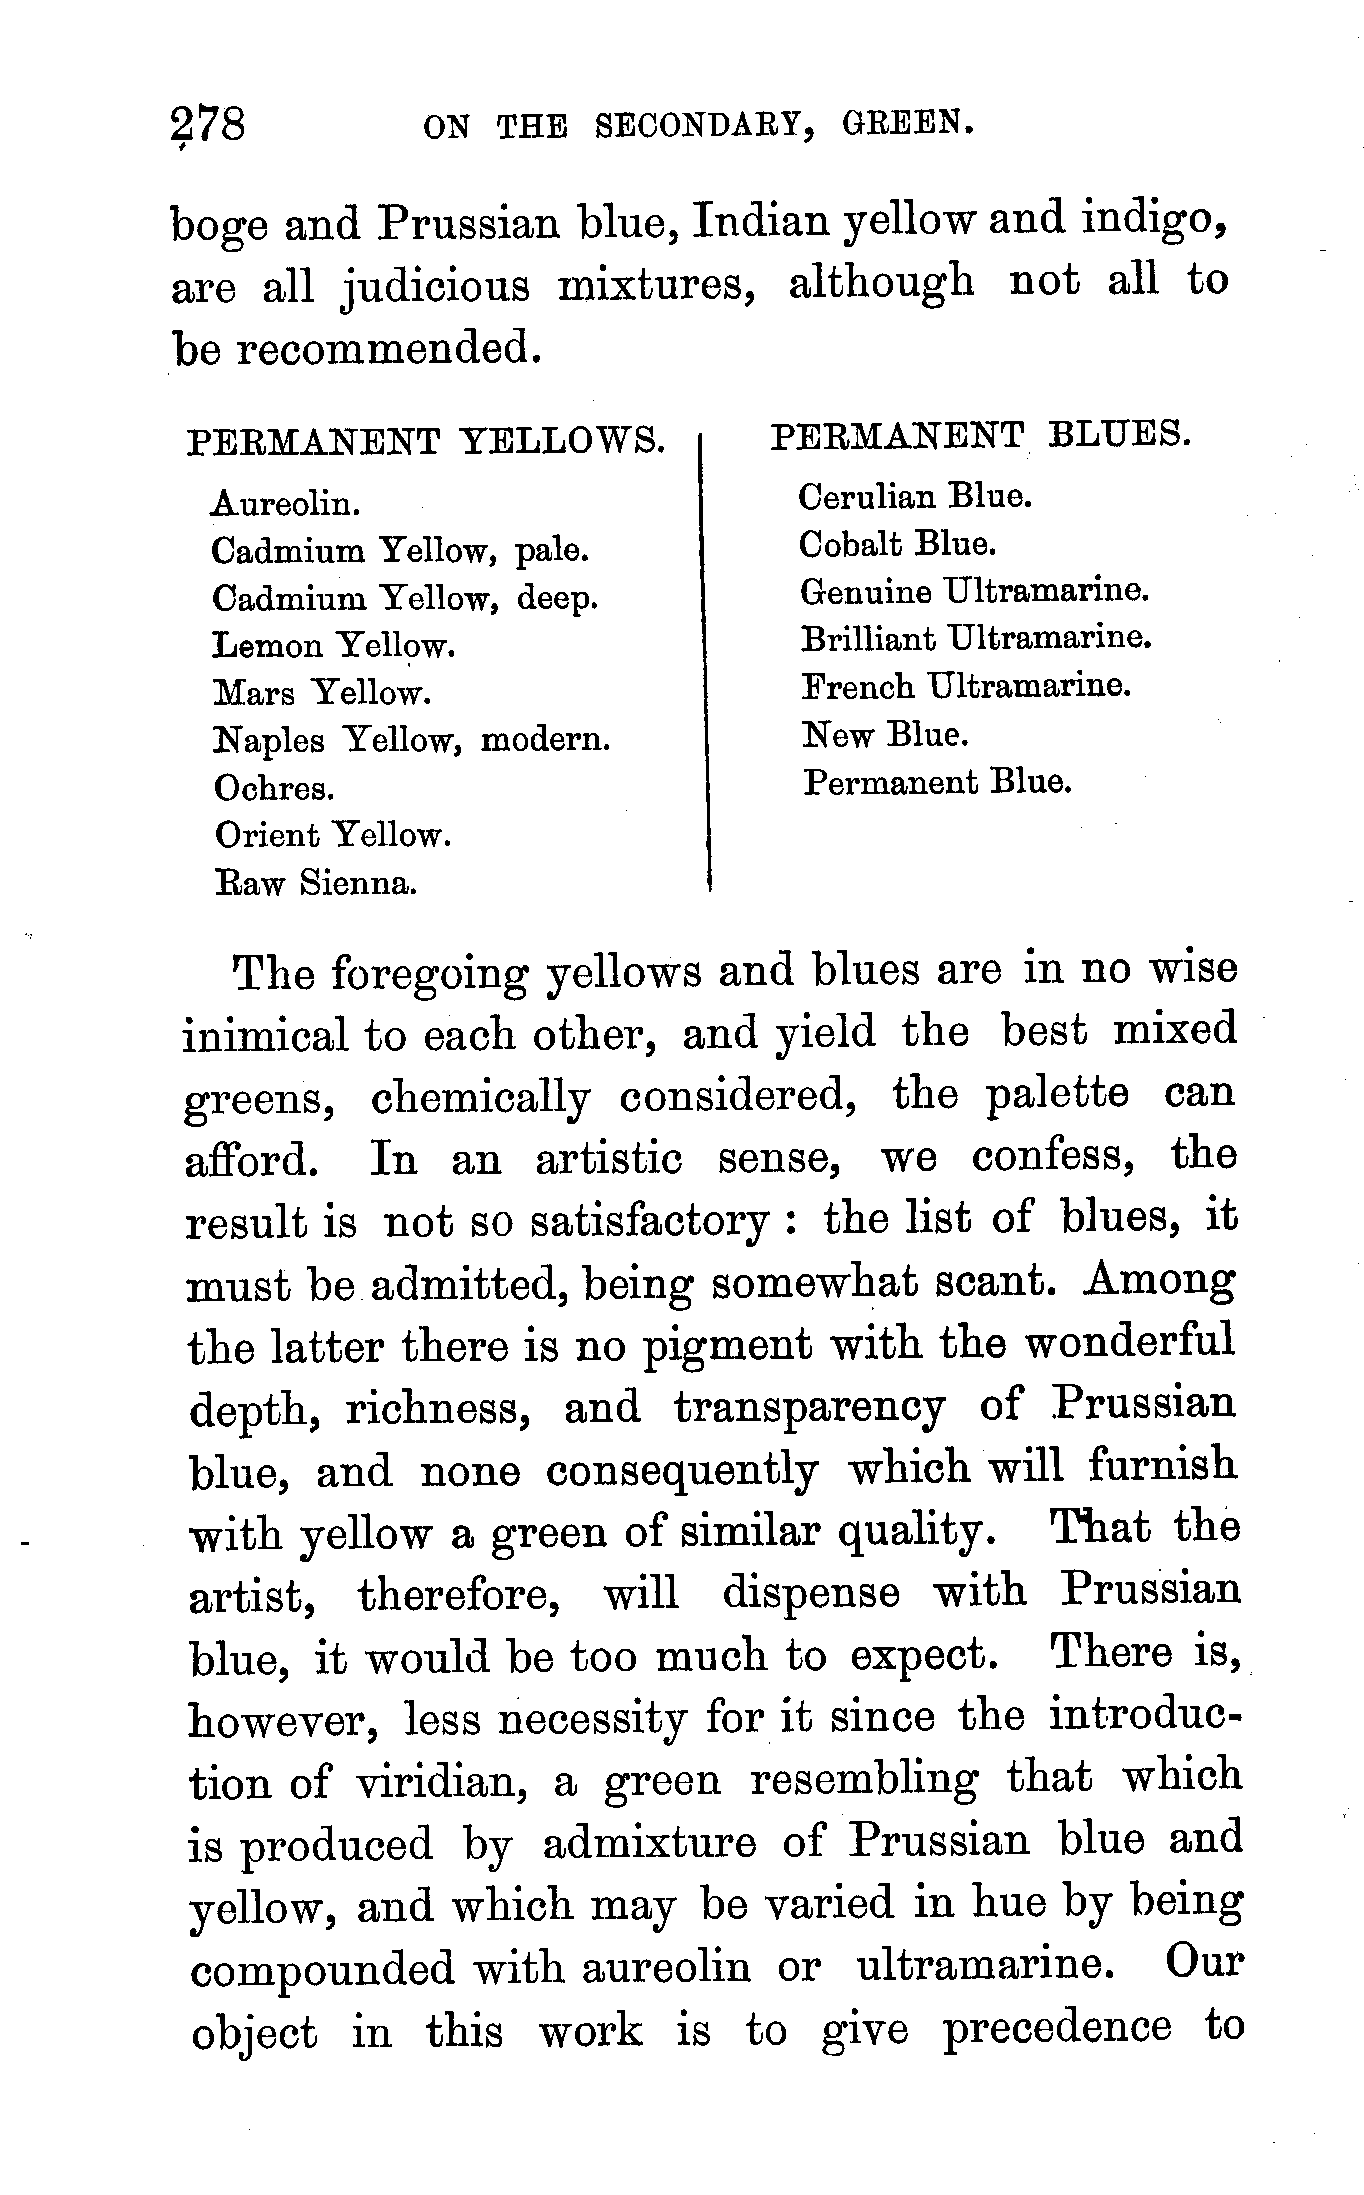 278 ON THE SECONDARY, GREEN.
boge and Prussian blue, Indian yellow and indigo,
are all judicious mixtures, although not all to
be recommended.
PERMANENT YELLOWS.
Aureolin.
Cadmium Yellow, pale.
Cadmium Yellow, deep.
Lemon Yellow.
Mars Yellow.
Naples Yellow, modern.
Ochres.
Orient Yellow.
Raw Sienna.
PERMANENT BLUES.
Cerulian Blue.
Cobalt Blue.
Genuine Ultramarine.
Brilliant Ultramarine.
French Ultramarine.
New Blue.
Permanent Blue.
The foregoing yellows and blues are in no wise
inimical to each other, and yield the best mixed
greens, chemically considered, the palette can
afford. In an artistic sense, we confess, the
result is not so satisfactory : the list of blues, it
must be admitted, being somewhat scant. Among
the latter there is no pigment with the wonderful
depth, richness, and transparency of Prussian
blue, and none consequently which will furnish
with yellow a green of similar quality. That the
artist, therefore, will dispense with Prussian
blue, it would be too much to expect. There is,
however, less necessity for it since the introduc-
tion of viridian, a green resembling that which
is produced by admixture of Prussian blue and
yellow, and which may be varied in hue by being
compounded with aureolin or ultramarine. Our
object in this work is to give precedence to